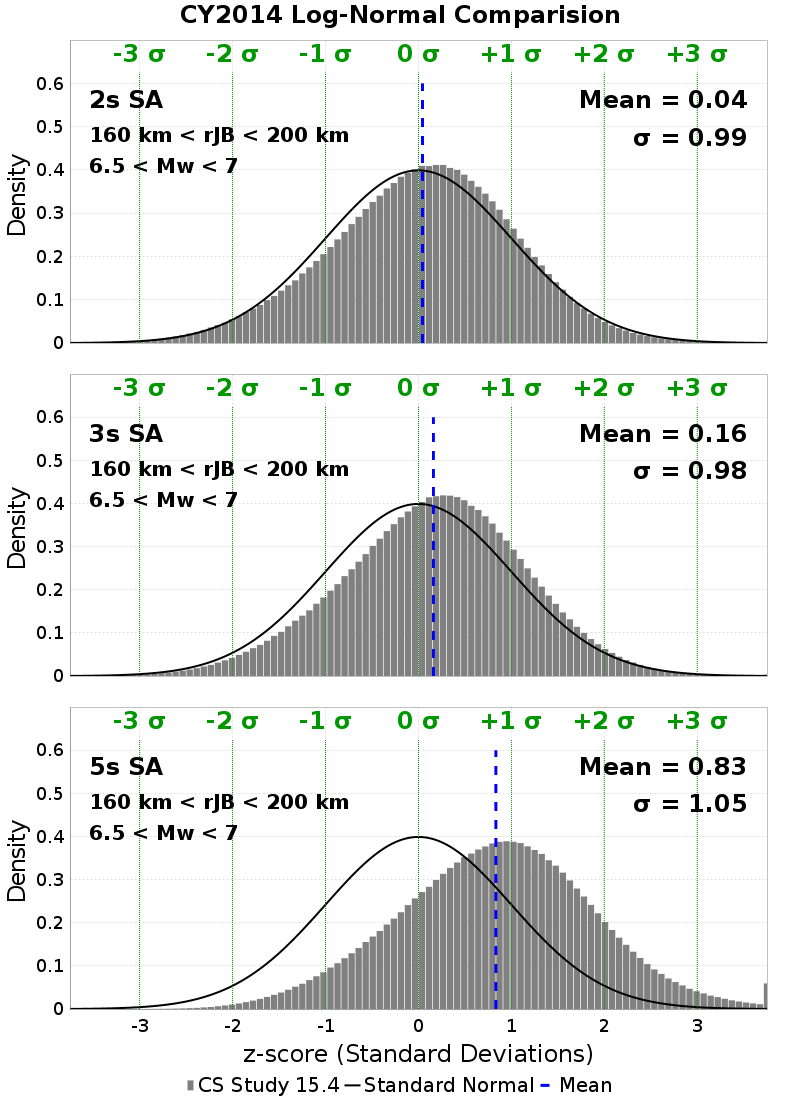 CY2014 Log-Normal Comparision
-3 σ -2 σ -1 σ 0 σ +1 σ +2 σ +3 σ
0.6
2s SA Mean = 0.04
0.5
160 km < rJB < 200 km σ = 0.99
6.5 < Mw < 7
0.4
0.3
0.2
0.1
0
Density
-3 σ -2 σ -1 σ 0 σ +1 σ +2 σ +3 σ
0.6
3s SA Mean = 0.16
0.5
160 km < rJB < 200 km σ = 0.98
6.5 < Mw < 7
0.4
0.3
0.2
0.1
0
Density
-3 σ -2 σ -1 σ 0 σ +1 σ +2 σ +3 σ
0.6
5s SA Mean = 0.83
0.5
160 km < rJB < 200 km σ = 1.05
6.5 < Mw < 7
0.4
0.3
0.2
0.1
0
Density
-3 -2 -1 0 1 2 3
z-score (Standard Deviations)
CS Study 15.4 Standard Normal Mean